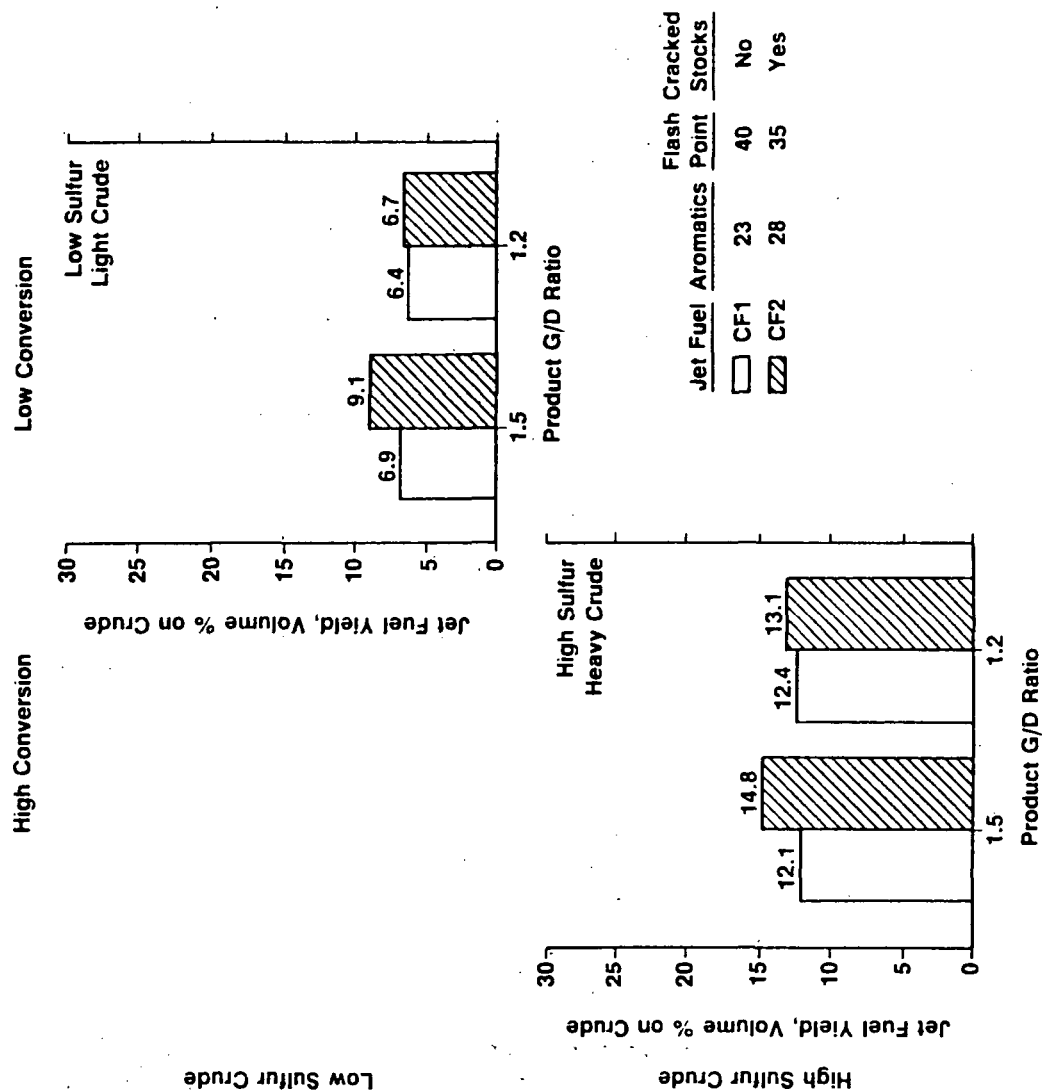 High Conversion
Low Conversion
Low Sulfur Crude
High Sulfur Crude
Jet Fuel Yield, Volume % on Crude
30
25
20
15
10
5
0
Low Sulfur
Light Crude
6.9
9.1
6.4
6.7
1.5
1.2
Product G/D Ratio
Jet Fuel Yield, Volume % on Crude
30
25
20
15
10
5
0
High Sulfur
Heavy Crude
12.1
14.8
12.4
13.1
1.5
1.2
Product G/D Ratio
Jet Fuel Aromatics Flash Point Cracked Stocks
CF1 23 40 No
CF2 28 35 Yes